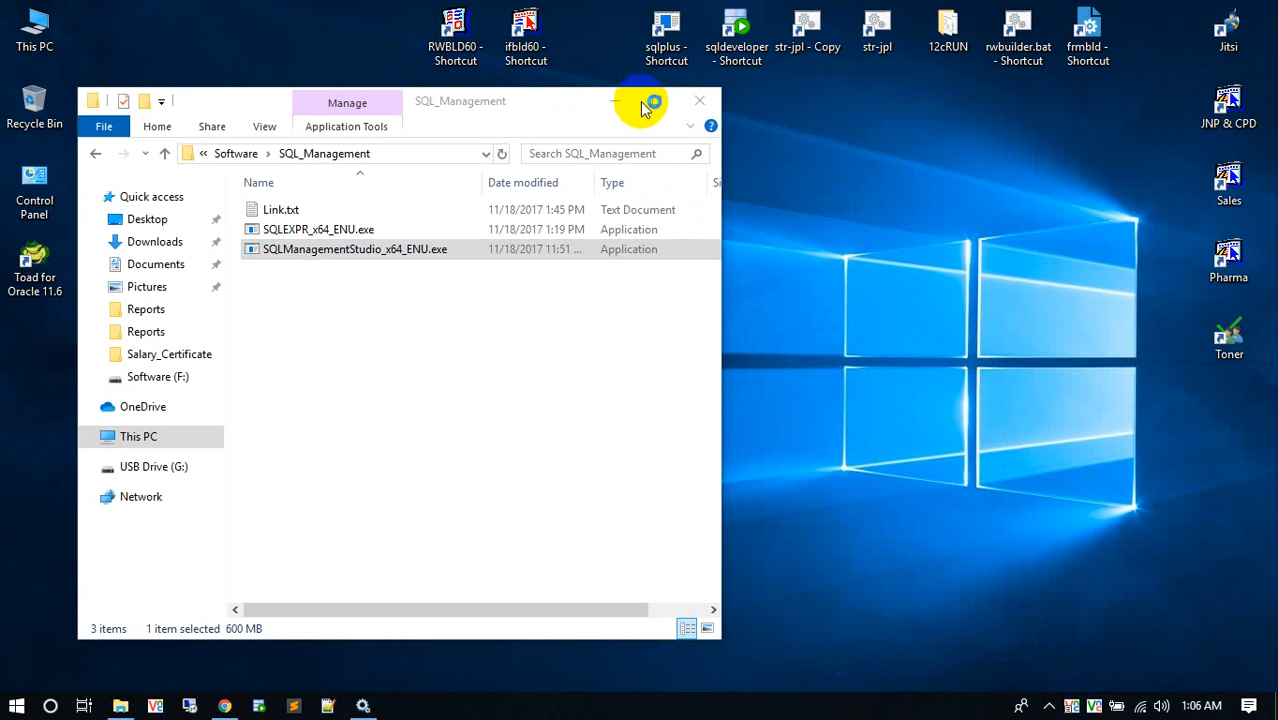 This PC
Recycle Bin
Control
Panel
Toad for
Oracle 11.6
RWBLD60 -
Shortcut
ifbld60 -
Shortcut
sqlplus -
Shortcut
sqldeveloper
- Shortcut
str-jpl - Copy
str-jpl
12cRUN
rwbuilder.bat
- Shortcut
frmbld -
Shortcut
Jitsi
JNP & CPD
Sales
Pharma
Toner
Manage
SQL_Management
File
Home
Share
View
Application Tools
« Software > SQL_Management
Search SQL_Management
Name
Date modified
Type
Si
Link.txt 11/18/2017 1:45 PM Text Document
SQLEXPR_x64_ENU.exe 11/18/2017 1:19 PM Application
SQLManagementStudio_x64_ENU.exe 11/18/2017 11:51 ... Application
Quick access
Desktop
Downloads
Documents
Pictures
Reports
Reports
Salary_Certificate
Software (F:)
OneDrive
This PC
USB Drive (G:)
Network
3 items 1 item selected 600 MB
1:06 AM